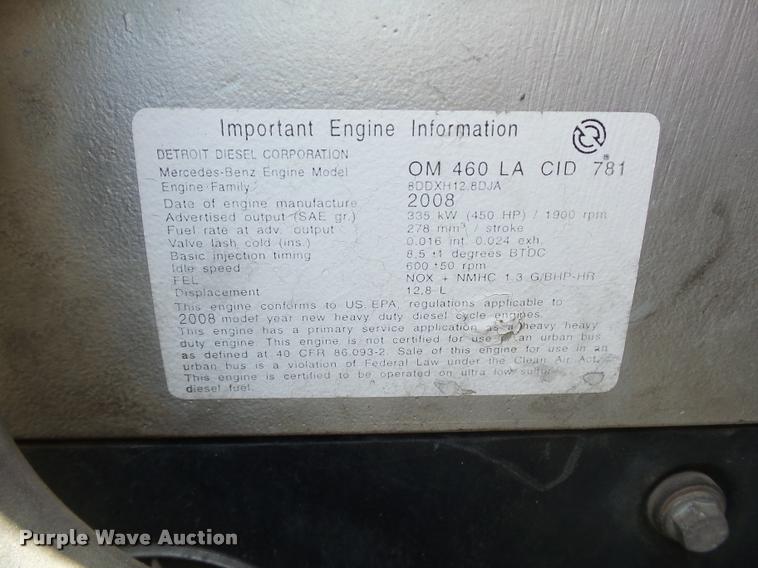 Important Engine Information
DETROIT DIESEL CORPORATION
Mercedes-Benz Engine Model OM 460 LA CID 781
Engine Family 8DDXH12.8DJA
Date of engine manufacture 2008
Advertised output (SAE gr.) 335 kW (450 HP) / 1900 rpm
Fuel rate at adv. output 278 mm³ / stroke
Valve lash cold (ins.) 0.016 int. 0.024 exh.
Basic injection timing 8,5 ±1 degrees BTDC
Idle speed 600 ±50 rpm
FEL NOX + NMHC 1.3 G/BHP-HR
Displacement 12,8 L
This engine conforms to US. EPA, regulations applicable to
2008 model year new heavy duty diesel cycle engines.
This engine has a primary service application as a heavy heavy
duty engine. This engine is not certified for use in an urban bus
as defined at 40 CFR 86.093-2. Sale of this engine for use in an
urban bus is a violation of Federal Law under the Clean Air Act.
This engine is certified to be operated on ultra low sulfur
diesel fuel.
Purple Wave Auction